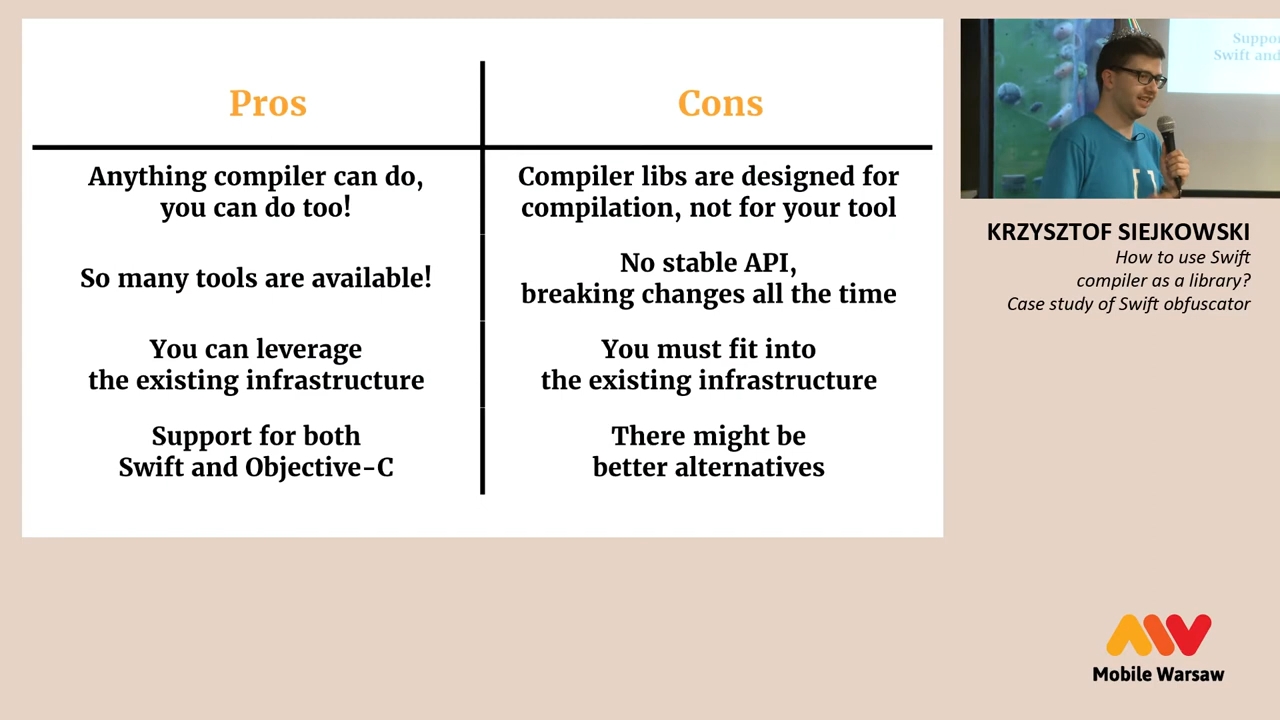 Pros
Cons
Anything compiler can do,
you can do too!
Compiler libs are designed for
compilation, not for your tool
So many tools are available!
No stable API,
breaking changes all the time
You can leverage
the existing infrastructure
You must fit into
the existing infrastructure
Support for both
Swift and Objective-C
There might be
better alternatives
Suppor
Swift and
KRZYSZTOF SIEJKOWSKI
How to use Swift
compiler as a library?
Case study of Swift obfuscator
Mobile Warsaw